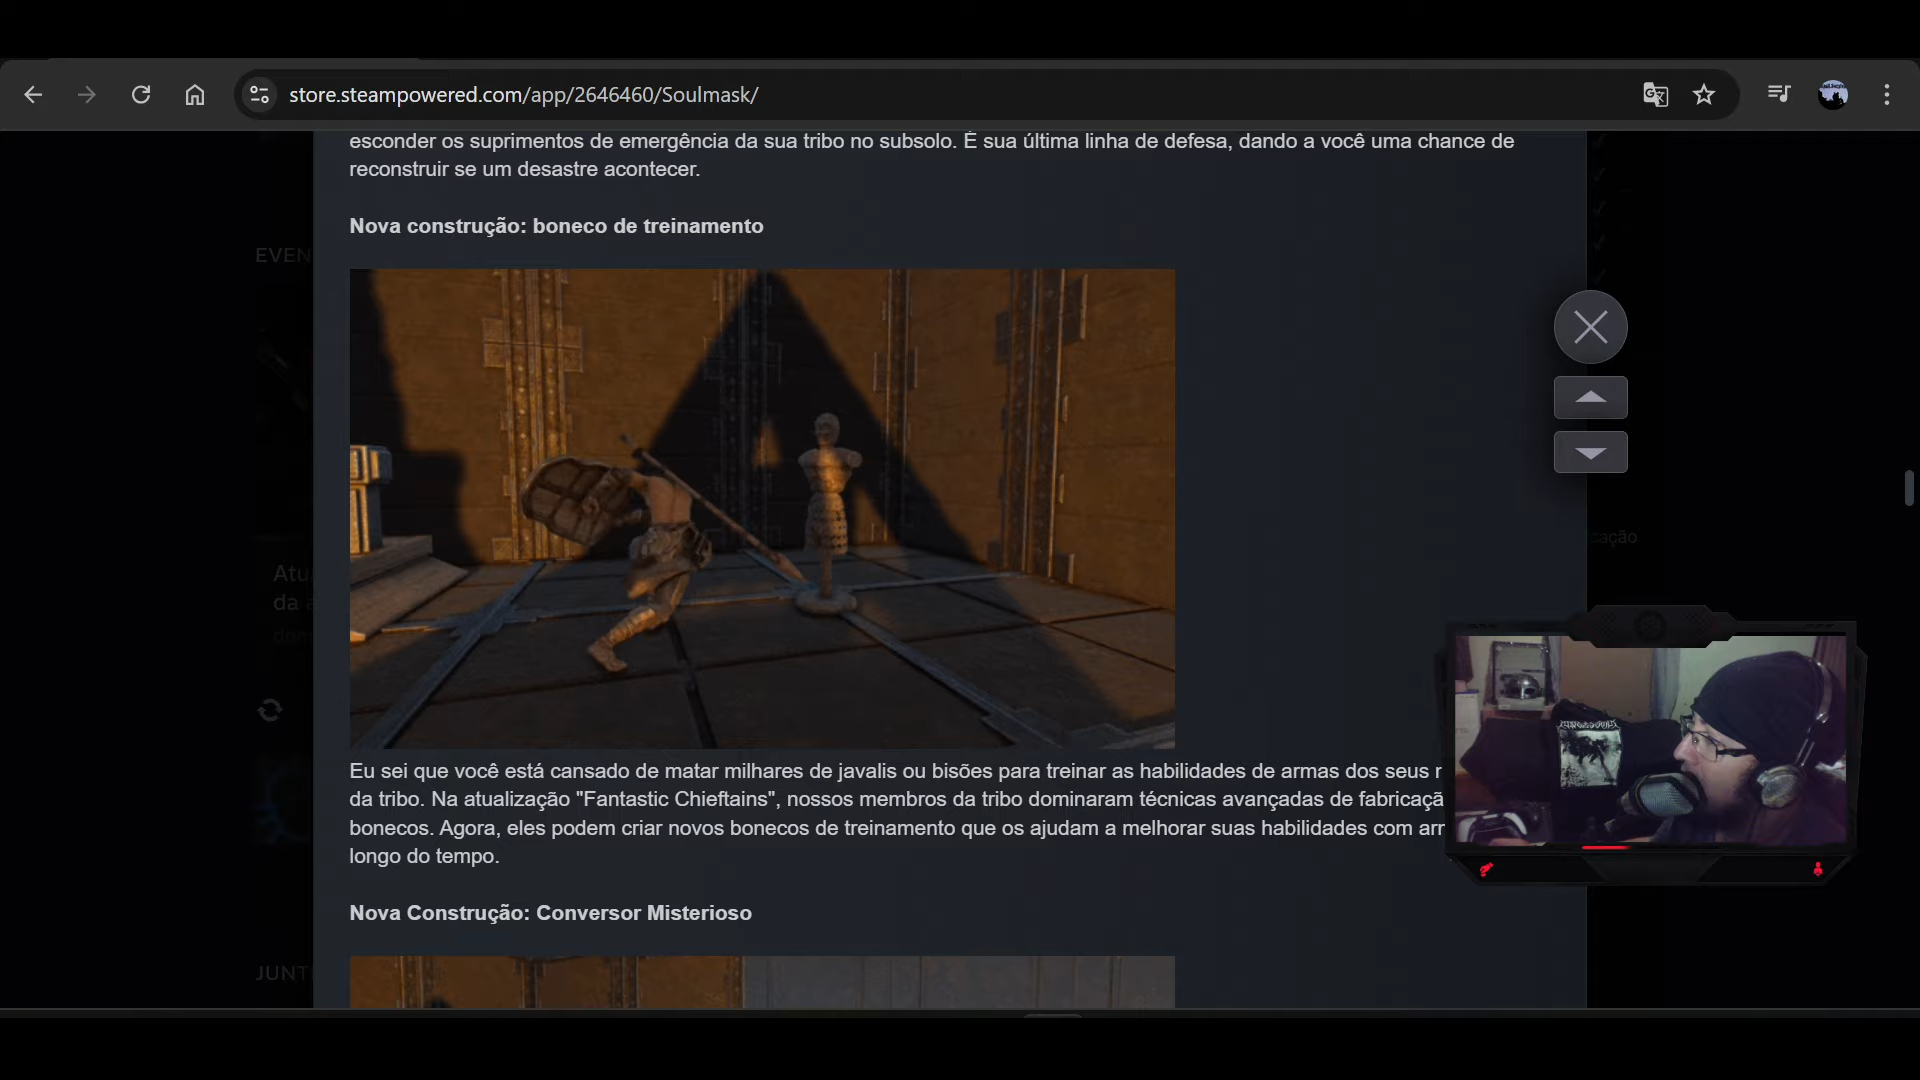 store.steampowered.com/app/2646460/Soulmask/
esconder os suprimentos de emergência da sua tribo no subsolo. É sua última linha de defesa, dando a você uma chance de
reconstruir se um desastre acontecer.
Nova construção: boneco de treinamento
EVEN
Atu
da a
dom
Eu sei que você está cansado de matar milhares de javalis ou bisões para treinar as habilidades de armas dos seus r
da tribo. Na atualização "Fantastic Chieftains", nossos membros da tribo dominaram técnicas avançadas de fabricaçã
bonecos. Agora, eles podem criar novos bonecos de treinamento que os ajudam a melhorar suas habilidades com arr
longo do tempo.
Nova Construção: Conversor Misterioso
JUNT